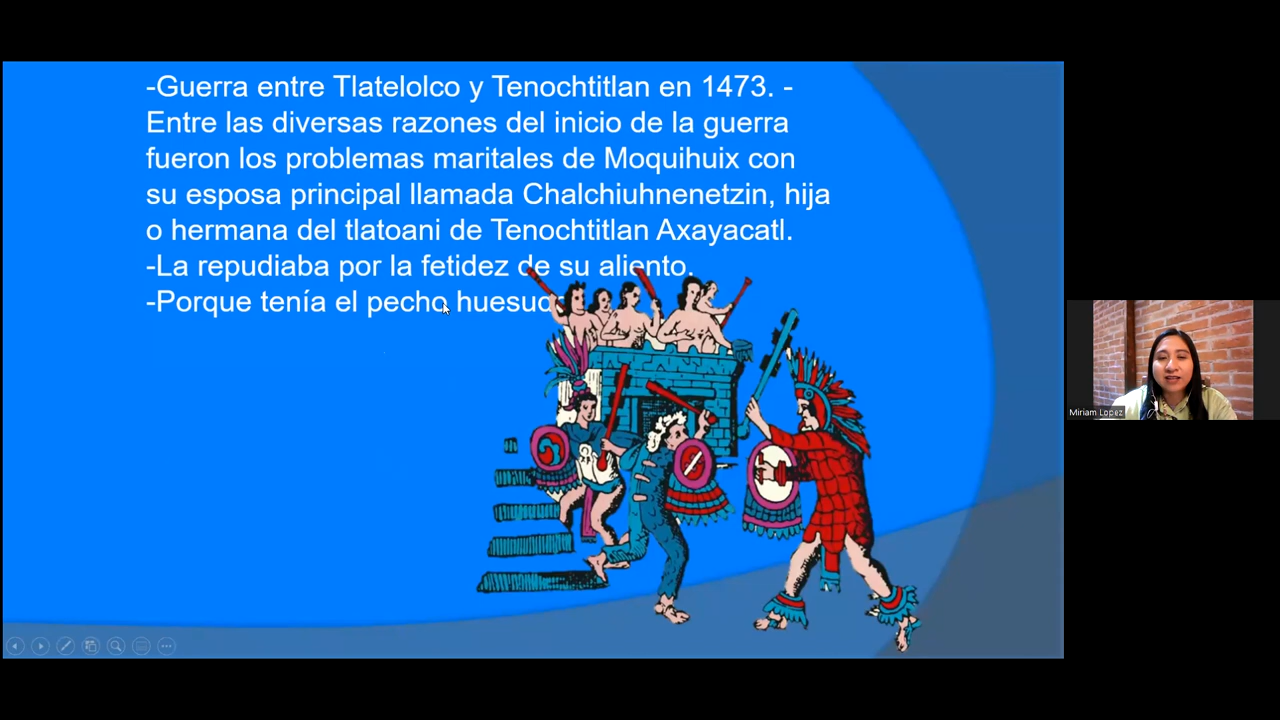 -Guerra entre Tlatelolco y Tenochtitlan en 1473. -
Entre las diversas razones del inicio de la guerra
fueron los problemas maritales de Moquihuix con
su esposa principal llamada Chalchiuhnenetzin, hija
o hermana del tlatoani de Tenochtitlan Axayacatl.
-La repudiaba por la fetidez de su aliento.
-Porque tenía el pecho
Miriam Lopez